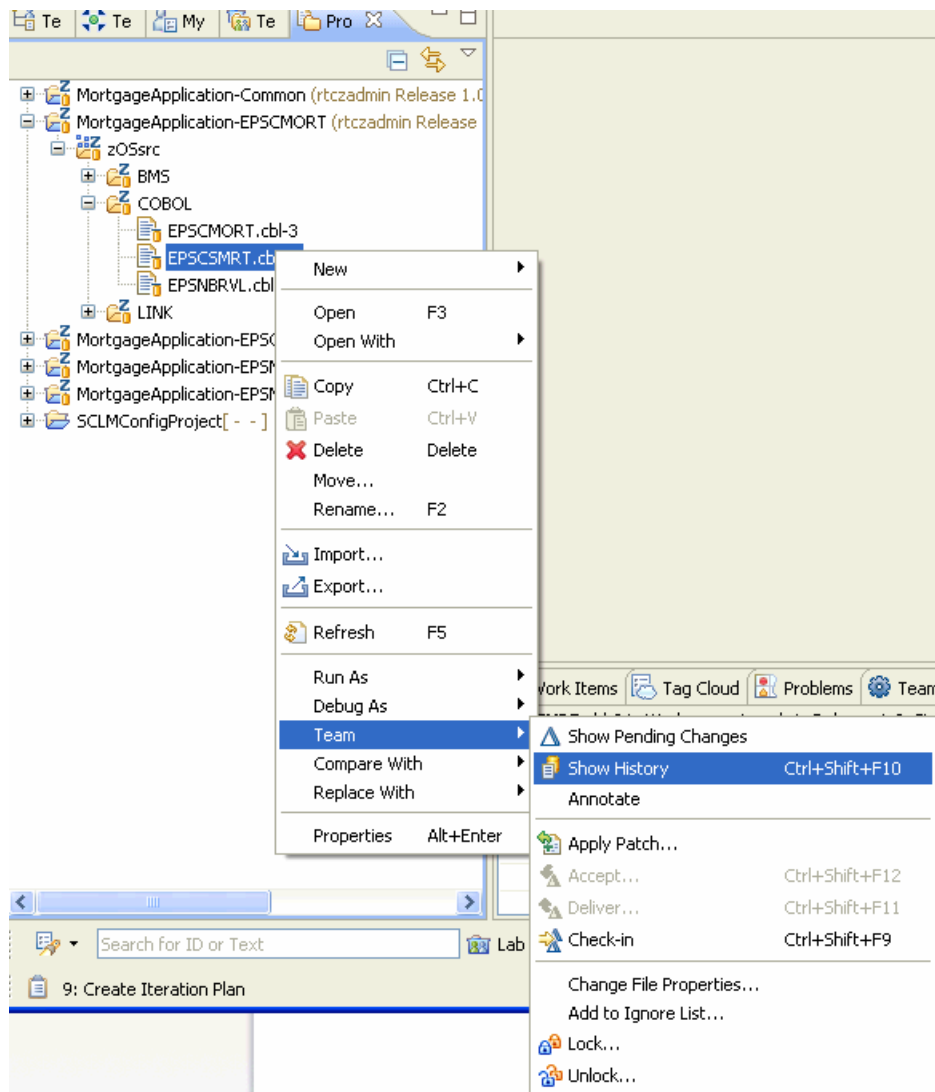 Te Te My Te Pro
MortgageApplication-Common (rtczadmin Release 1.0
MortgageApplication-EPSCMORT (rtczadmin Release
zOSsrc
BMS
COBOL
EPSCMORT.cbl-3
EPSCSMRT.cb
EPSNBRVL.cbl
LINK
MortgageApplication-EPS
MortgageApplication-EPS
MortgageApplication-EPS
SCLMConfigProject[ - - ]
New
Open F3
Open With
Copy Ctrl+C
Paste Ctrl+V
Delete Delete
Move...
Rename... F2
Import...
Export...
Refresh F5
Run As
Debug As
Team
Compare With
Replace With
Properties Alt+Enter
Work Items Tag Cloud Problems Team
Show Pending Changes
Show History Ctrl+Shift+F10
Annotate
Apply Patch...
Accept... Ctrl+Shift+F12
Deliver... Ctrl+Shift+F11
Check-in Ctrl+Shift+F9
Change File Properties...
Add to Ignore List...
Lock...
Unlock...
Search for ID or Text Lab
9: Create Iteration Plan